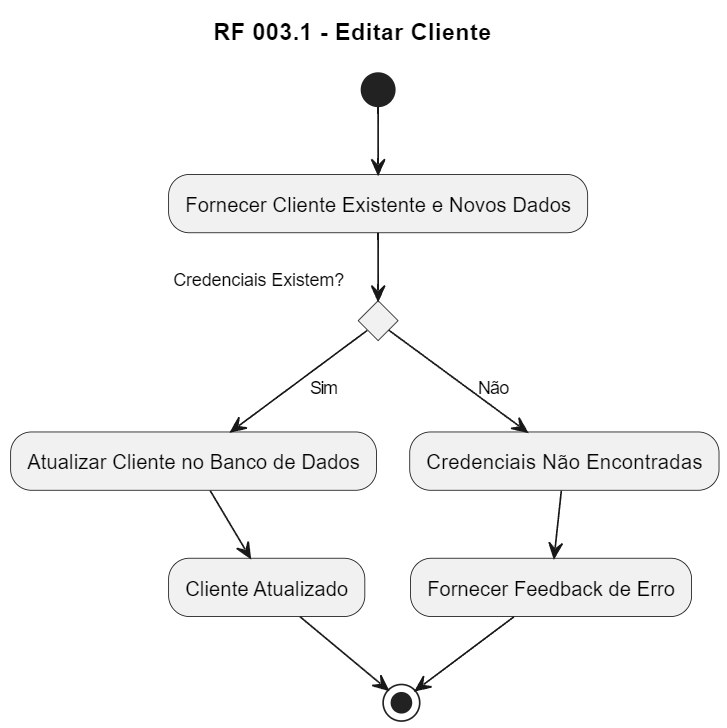 RF 003.1 - Editar Cliente
Fornecer Cliente Existente e Novos Dados
Credenciais Existem?
Sim
Não
Atualizar Cliente no Banco de Dados
Credenciais Não Encontradas
Cliente Atualizado
Fornecer Feedback de Erro